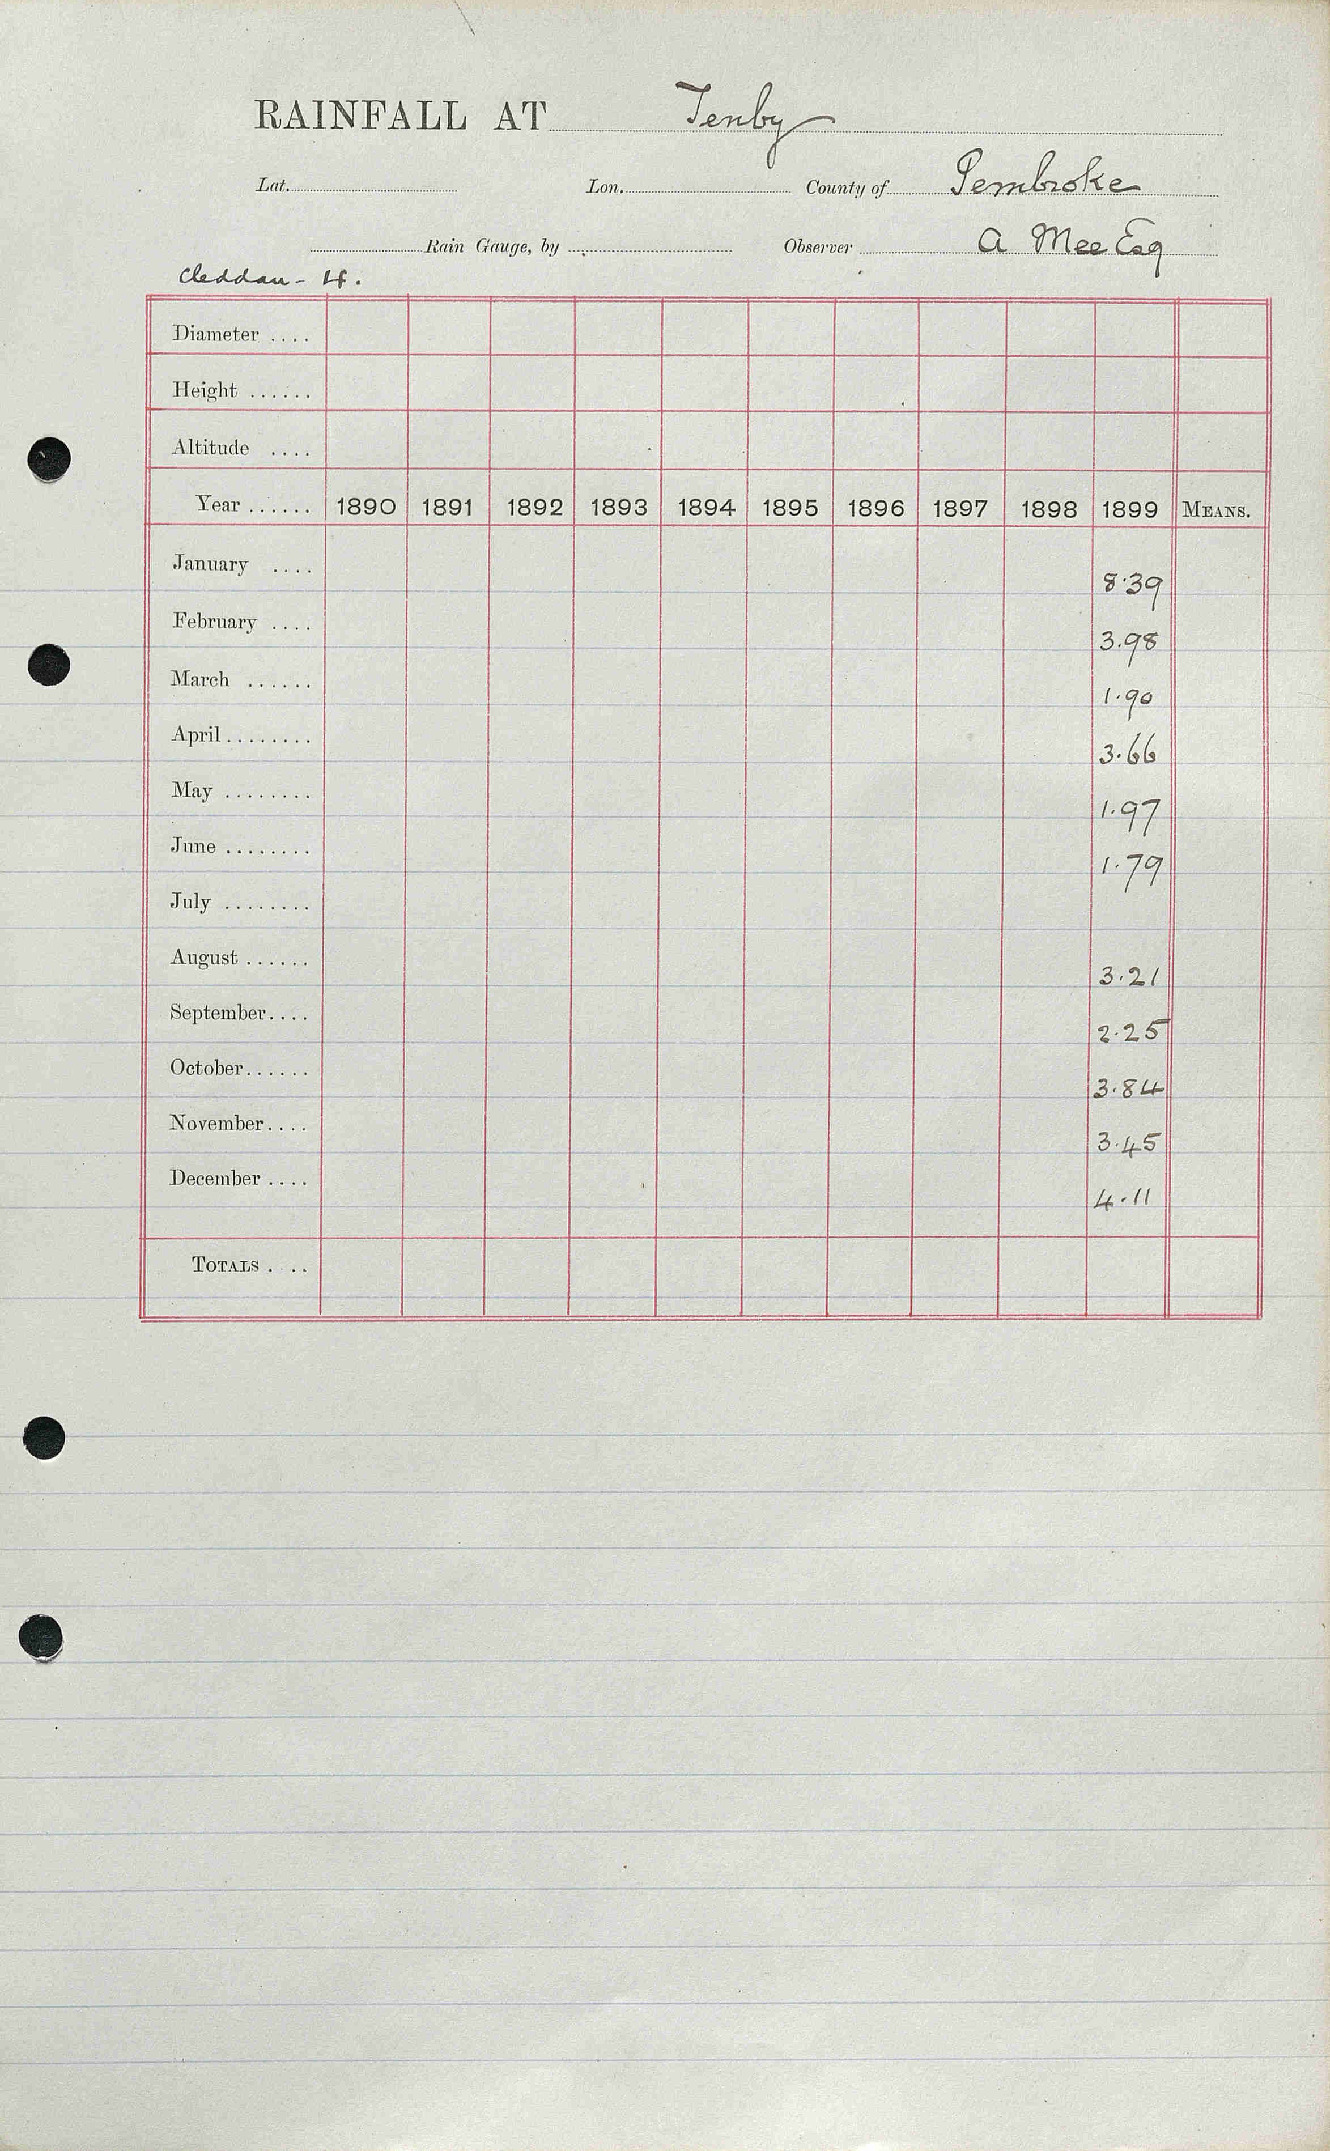 RAINFALL AT Tenby
Lat. Lon. County of Pembroke
Rain Gauge, by Observer A Mee Esq
Cleddau - 4.
Diameter ....
Height ......
Altitude ....
Year ...... 1890 1891 1892 1893 1894 1895 1896 1897 1898 1899 MEANS.
January .... 8.39
February .... 3.98
March ...... 1.90
April ........ 3.66
May ........ 1.97
June ........ 1.79
July ........
August ...... 3.21
September.... 2.25
October...... 3.84
November.... 3.45
December .... 4.11
TOTALS . ..